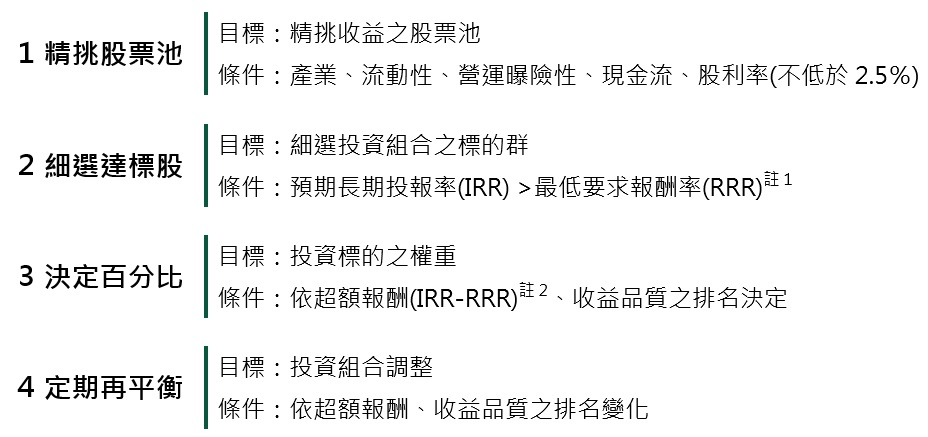 1 精挑股票池
目標：精挑收益之股票池
條件：產業、流動性、營運曝險性、現金流、股利率(不低於 2.5%)
2 細選達標股
目標：細選投資組合之標的群
條件：預期長期投報率(IRR) >最低要求報酬率(RRR)註1
3 決定百分比
目標：投資標的之權重
條件：依超額報酬(IRR-RRR)註2、收益品質之排名決定
4 定期再平衡
目標：投資組合調整
條件：依超額報酬、收益品質之排名變化